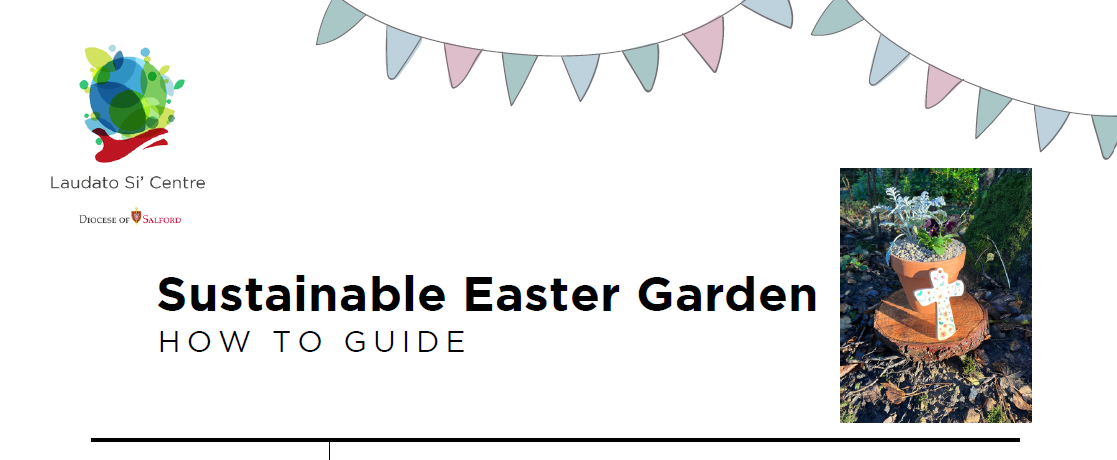 Laudato Si’ Centre
DIOCESE OF SALFORD
Sustainable Easter Garden
HOW TO GUIDE